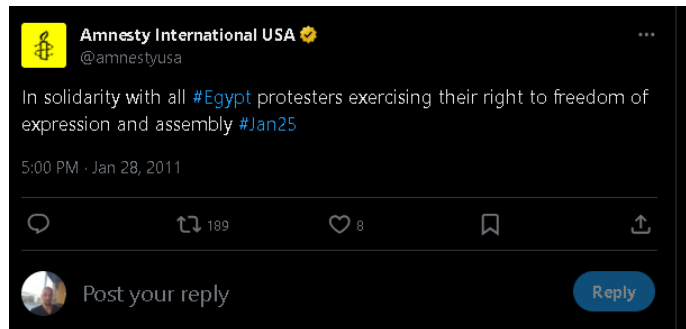 Amnesty International USA
@amnestyusa
In solidarity with all #Egypt protesters exercising their right to freedom of
expression and assembly #Jan25
5:00 PM · Jan 28, 2011
189
8
Post your reply
Reply